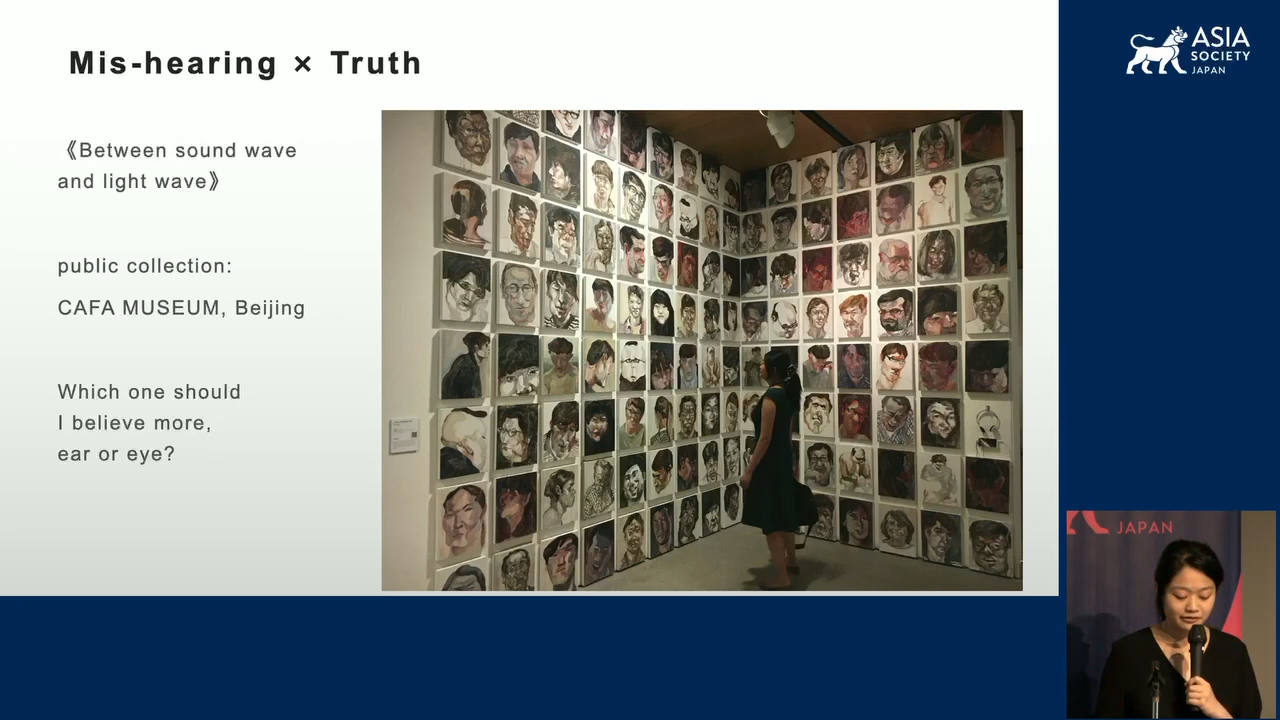 Mis-hearing × Truth
《Between sound wave
and light wave》
public collection:
CAFA MUSEUM, Beijing
Which one should
I believe more,
ear or eye?
ASIA
SOCIETY
JAPAN
JAPAN